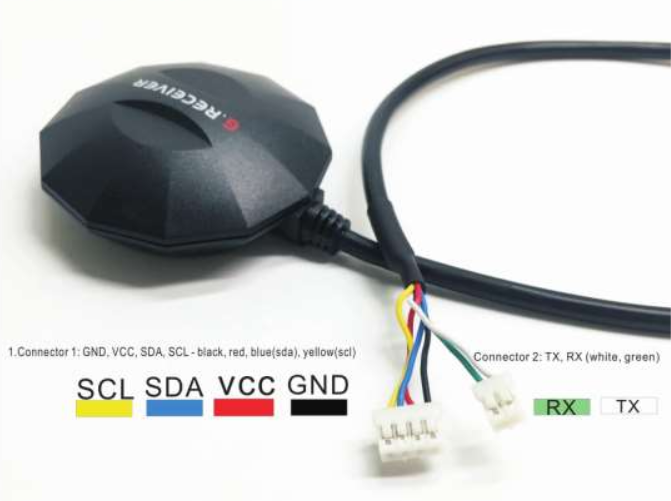 G.RECEIVER
1.Connector 1: GND, VCC, SDA, SCL - black, red, blue(sda), yellow(scl)
Connector 2: TX, RX (white, green)
SCL SDA VCC GND
RX TX